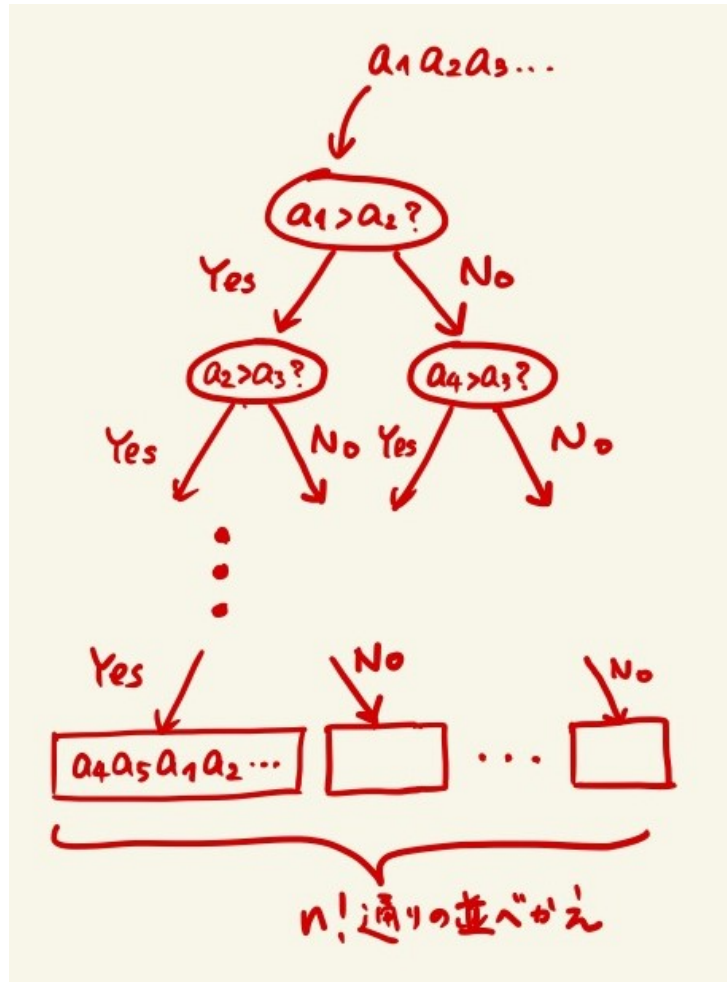 a1a2a3...
a1>a2?
Yes No
a2>a3? a4>a3?
Yes No Yes No
Yes No No
a4a5a1a2... ...
n!通りの並べかえ